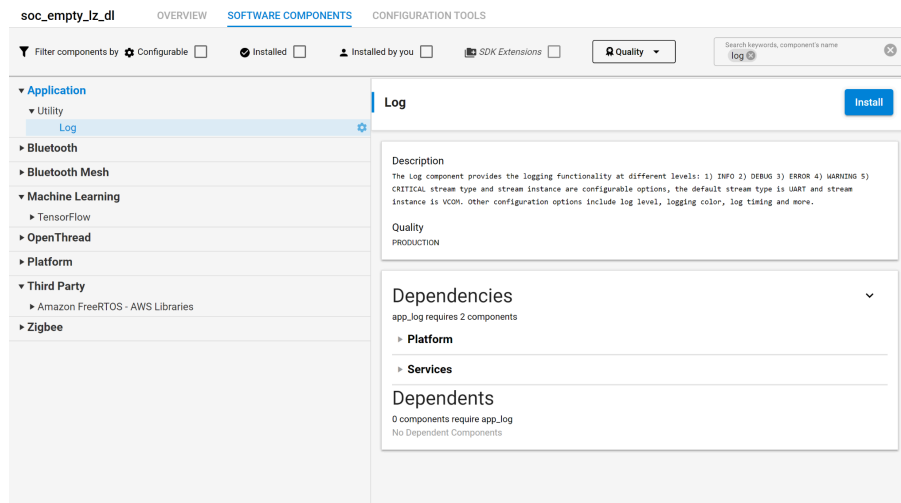 soc_empty_lz_dl
OVERVIEW
SOFTWARE COMPONENTS
CONFIGURATION TOOLS
Filter components by
Configurable
Installed
Installed by you
SDK Extensions
Quality
Search keywords, component's name
log
Application
Utility
Log
Bluetooth
Bluetooth Mesh
Machine Learning
TensorFlow
OpenThread
Platform
Third Party
Amazon FreeRTOS - AWS Libraries
Zigbee
Log
Install
Description
The Log component provides the logging functionality at different levels: 1) INFO 2) DEBUG 3) ERROR 4) WARNING 5)
CRITICAL stream type and stream instance are configurable options, the default stream type is UART and stream
instance is VCOM. Other configuration options include log level, logging color, log timing and more.
Quality
PRODUCTION
Dependencies
app_log requires 2 components
Platform
Services
Dependents
0 components require app_log
No Dependent Components